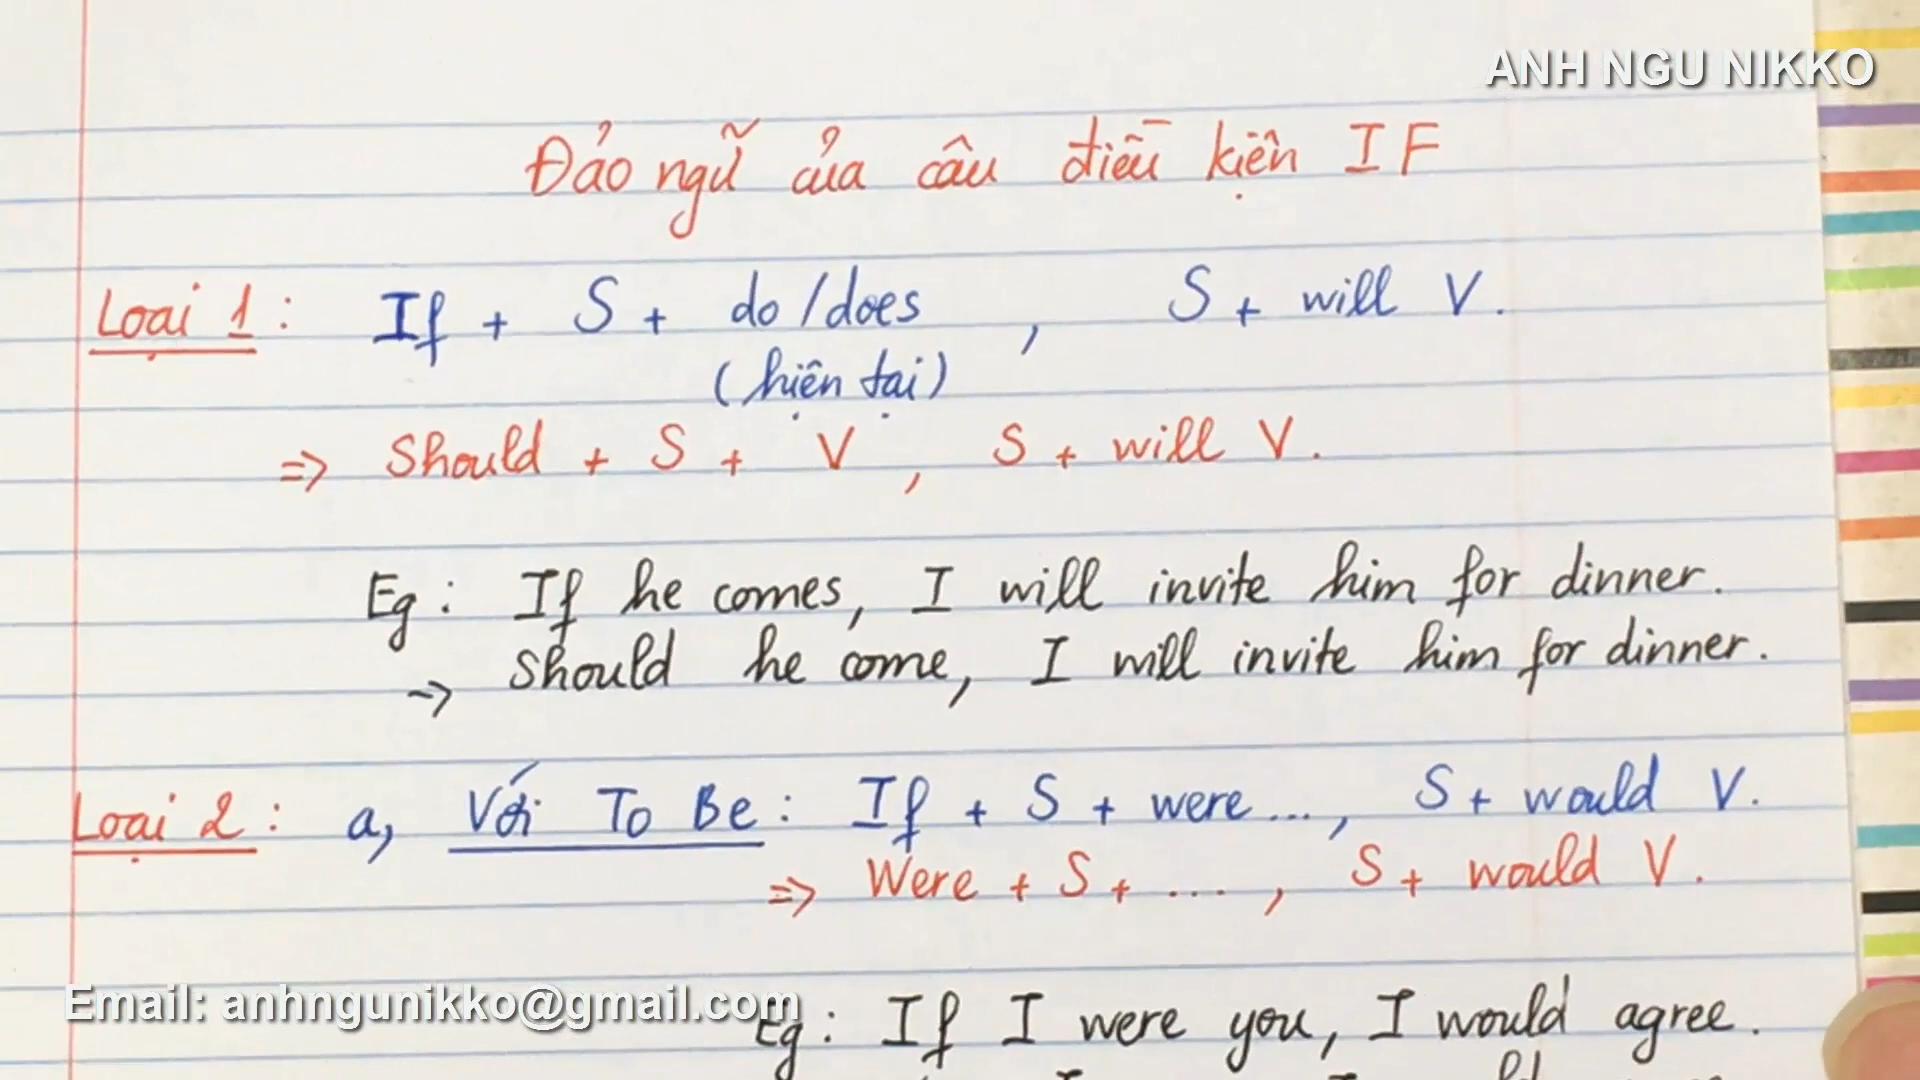 ANH NGU NIKKO
Đảo ngữ của câu điều kiện IF
Loại 1: If + S + do/does , S + will V.
(hiện tại)
=> Should + S + V , S + will V.
Eg: If he comes, I will invite him for dinner.
-> Should he come, I will invite him for dinner.
Loại 2: a, Với To Be: If + S + were..., S + would V.
=> Were + S + .... , S + would V.
Email: anhngunikko@gmail.com
Eg: If I were you, I would agree.